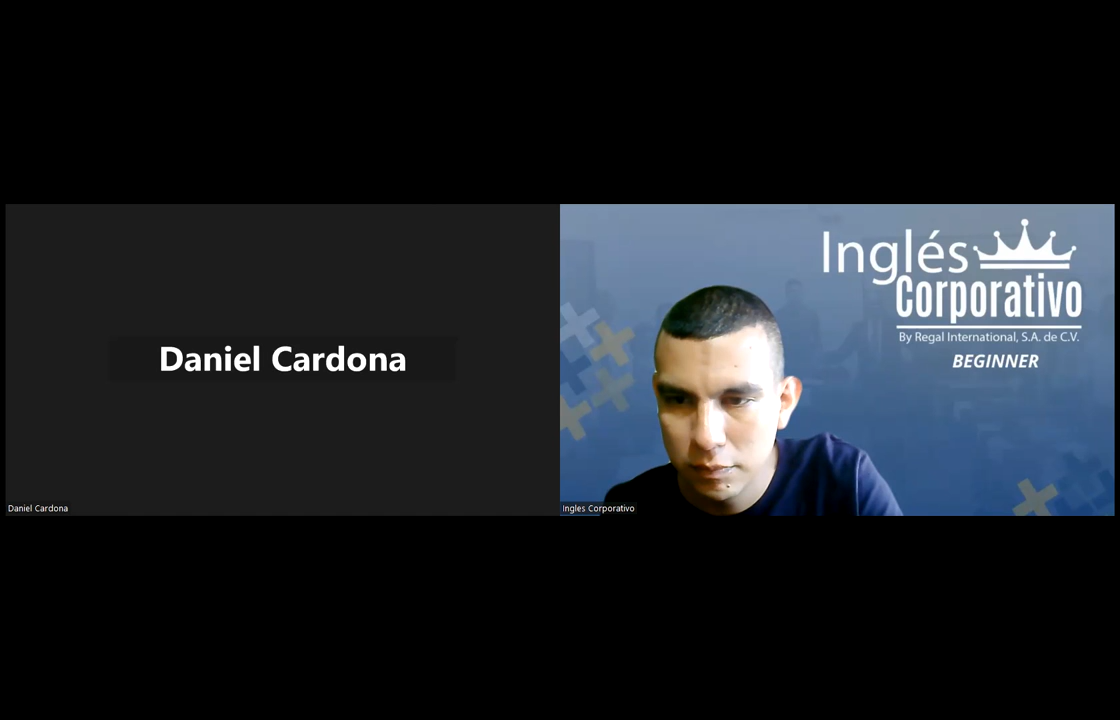 Daniel Cardona
Daniel Cardona
Inglés
Corporativo
By Regal International, S.A. de C.V.
BEGINNER
Ingles Corporativo